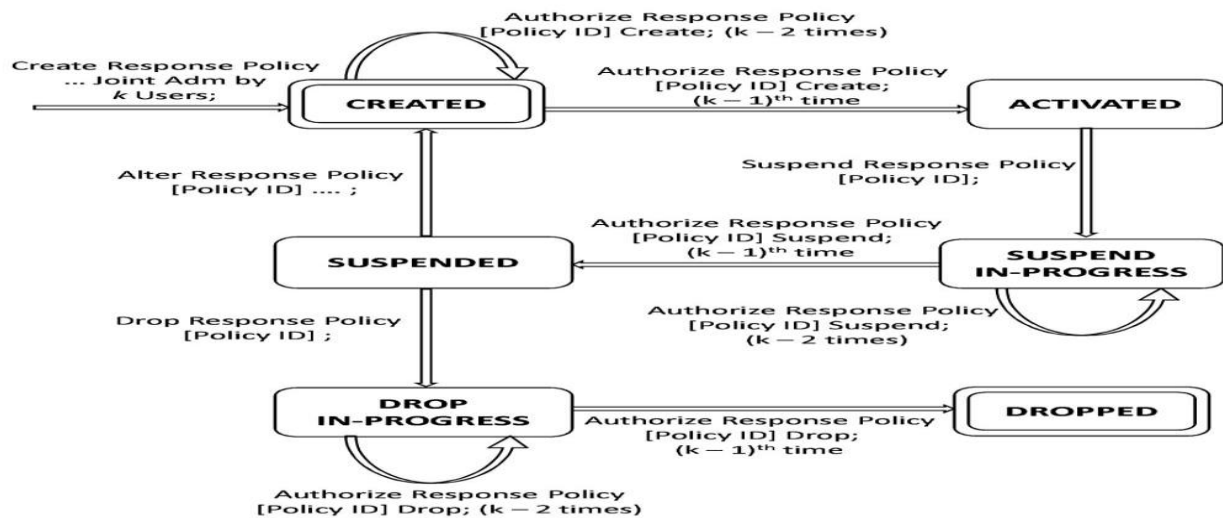 Authorize Response Policy
[Policy ID] Create; (k – 2 times)
Create Response Policy
... Joint Adm by
k Users;
CREATED
Authorize Response Policy
[Policy ID] Create;
(k – 1)th time
ACTIVATED
Alter Response Policy
[Policy ID] .... ;
Suspend Response Policy
[Policy ID];
SUSPENDED
Authorize Response Policy
[Policy ID] Suspend;
(k – 1)th time
SUSPEND
IN-PROGRESS
Authorize Response Policy
[Policy ID] Suspend;
(k – 2 times)
Drop Response Policy
[Policy ID] ;
DROP
IN-PROGRESS
Authorize Response Policy
[Policy ID] Drop;
(k – 1)th time
DROPPED
Authorize Response Policy
[Policy ID] Drop; (k – 2 times)